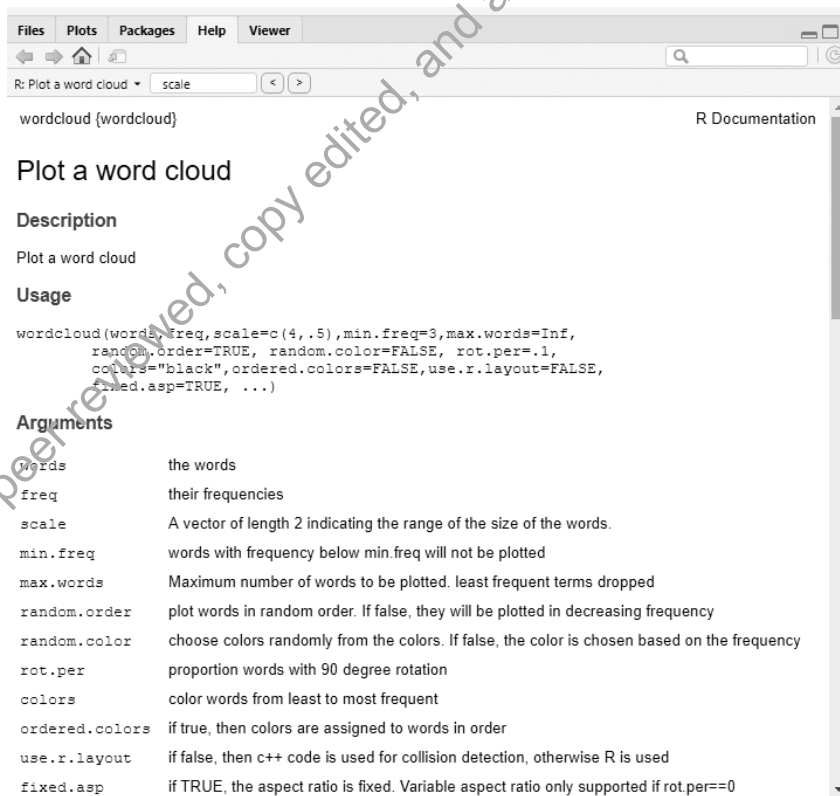 Files Plots Packages Help Viewer
R: Plot a word cloud scale < >
wordcloud {wordcloud} R Documentation
Plot a word cloud
Description
Plot a word cloud
Usage
wordcloud(words,freq,scale=c(4,.5),min.freq=3,max.words=Inf,
random.order=TRUE, random.color=FALSE, rot.per=.1,
colors="black",ordered.colors=FALSE,use.r.layout=FALSE,
fixed.asp=TRUE, ...)
Arguments
words the words
freq their frequencies
scale A vector of length 2 indicating the range of the size of the words.
min.freq words with frequency below min.freq will not be plotted
max.words Maximum number of words to be plotted. least frequent terms dropped
random.order plot words in random order. If false, they will be plotted in decreasing frequency
random.color choose colors randomly from the colors. If false, the color is chosen based on the frequency
rot.per proportion words with 90 degree rotation
colors color words from least to most frequent
ordered.colors if true, then colors are assigned to words in order
use.r.layout if false, then c++ code is used for collision detection, otherwise R is used
fixed.asp if TRUE, the aspect ratio is fixed. Variable aspect ratio only supported if rot.per==0
peer reviewed, copy edited, and